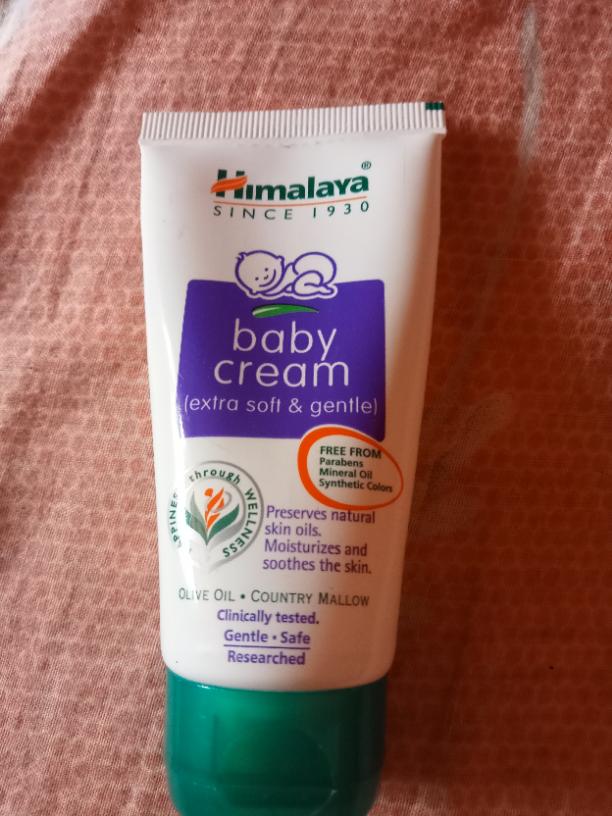 Himalaya®
SINCE 1930
baby
cream
(extra soft & gentle)
FREE FROM
Parabens
Mineral Oil
Synthetic Colors
through WELLNESS
Preserves natural
skin oils.
Moisturizes and
soothes the skin.
OLIVE OIL • COUNTRY MALLOW
Clinically tested.
Gentle • Safe
Researched